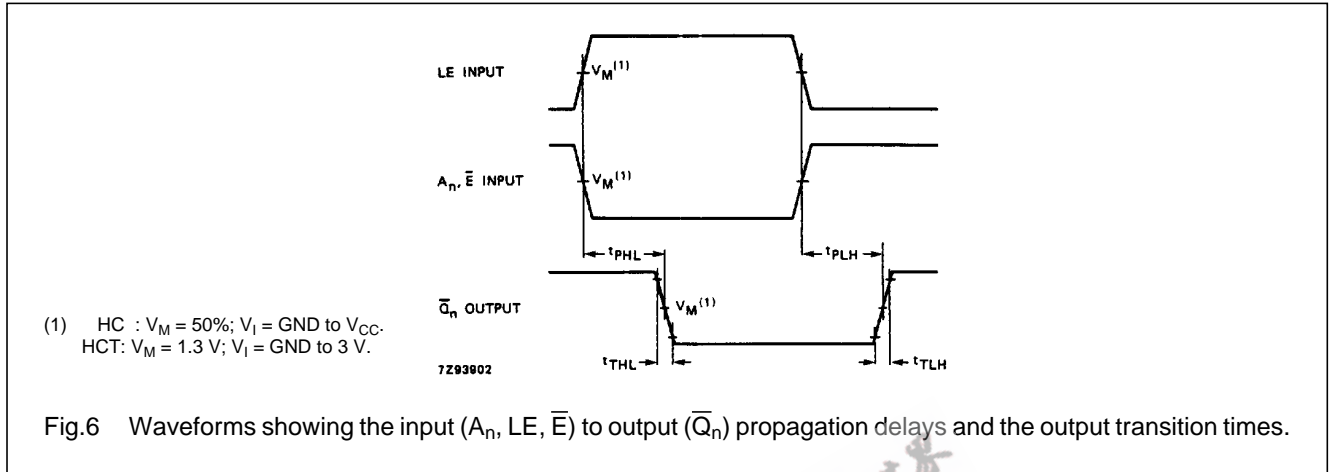 LE INPUT
V_M^(1)
A_n, E̅ INPUT
V_M^(1)
t_PHL
t_PLH
Q̅_n OUTPUT
V_M^(1)
(1) HC : V_M = 50%; V_I = GND to V_CC.
HCT: V_M = 1.3 V; V_I = GND to 3 V.
t_THL
t_TLH
7Z93902
Fig.6 Waveforms showing the input (A_n, LE, E̅) to output (Q̅_n) propagation delays and the output transition times.